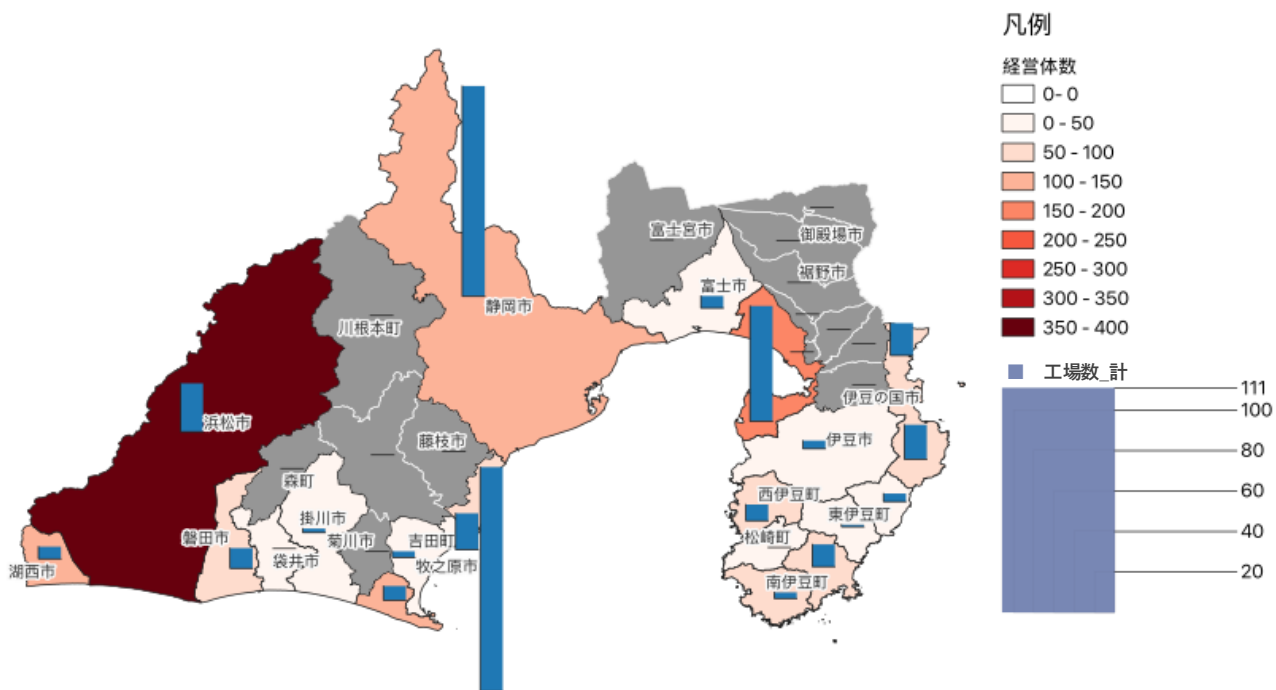 凡例
経営体数
0- 0
0 - 50
50 - 100
100 - 150
150 - 200
200 - 250
250 - 300
300 - 350
350 - 400
工場数_計
111
100
80
60
40
20
富士宮市
御殿場市
裾野市
富士市
静岡市
川根本町
伊豆の国市
浜松市
藤枝市
伊豆市
森町
西伊豆町
掛川市
東伊豆町
磐田市
菊川市
吉田町
松崎町
袋井市
牧之原市
湖西市
南伊豆町